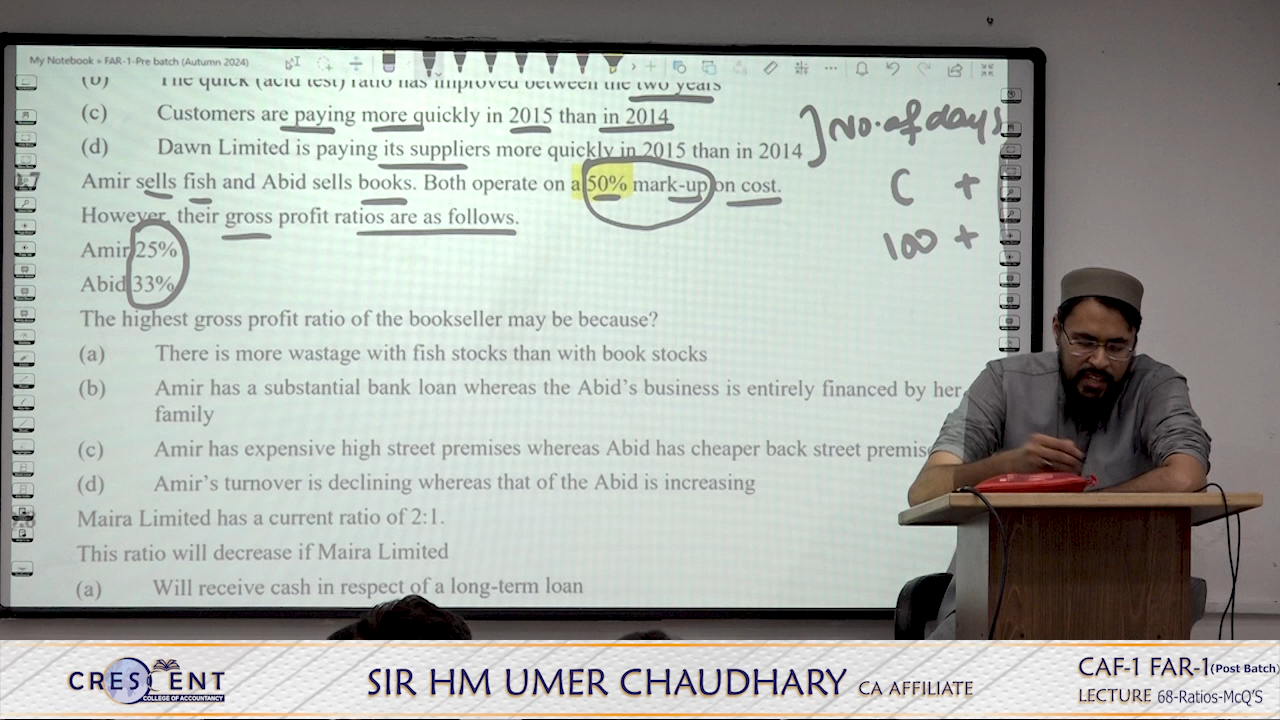 My Notebook » FAR-1-Pre batch (Autumn 2024)
(b) The quick (acid test) ratio has improved between the two years
(c) Customers are paying more quickly in 2015 than in 2014
(d) Dawn Limited is paying its suppliers more quickly in 2015 than in 2014
No. of days
Amir sells fish and Abid sells books. Both operate on a 50% mark-up on cost.
C +
However, their gross profit ratios are as follows.
100 +
Amir 25%
Abid 33%
The highest gross profit ratio of the bookseller may be because?
(a) There is more wastage with fish stocks than with book stocks
(b) Amir has a substantial bank loan whereas the Abid's business is entirely financed by her
family
(c) Amir has expensive high street premises whereas Abid has cheaper back street premis
(d) Amir's turnover is declining whereas that of the Abid is increasing
Maira Limited has a current ratio of 2:1.
This ratio will decrease if Maira Limited
(a) Will receive cash in respect of a long-term loan
CRESCENT
COLLEGE OF ACCOUNTANCY
SIR HM UMER CHAUDHARY CA AFFILIATE
CAF-1 FAR-1 (Post Batch)
LECTURE 68-Ratios-McQ'S